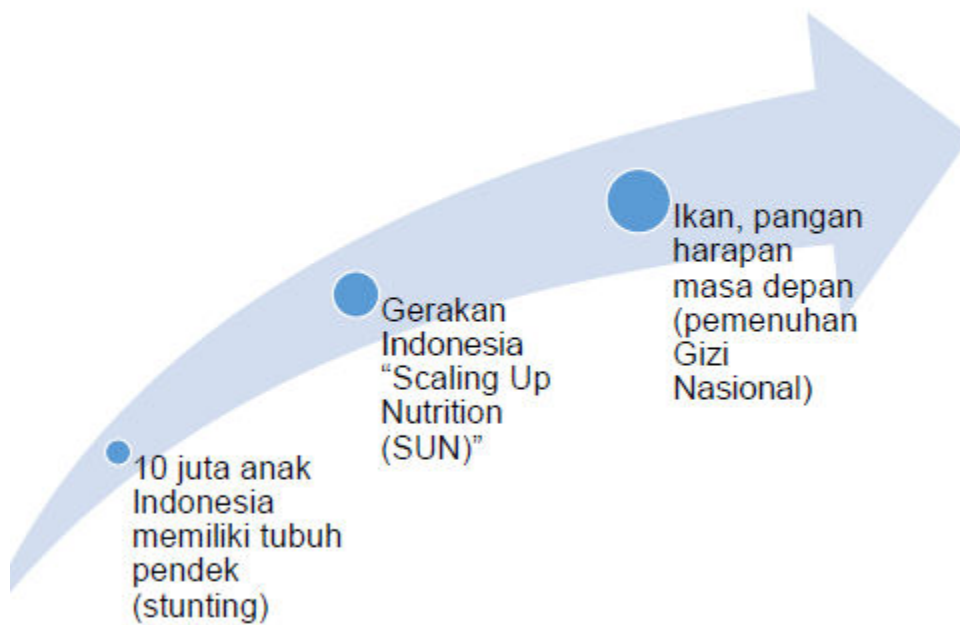 10 juta anak
Indonesia
memiliki tubuh
pendek
(stunting)
Gerakan
Indonesia
“Scaling Up
Nutrition
(SUN)”
Ikan, pangan
harapan
masa depan
(pemenuhan
Gizi
Nasional)